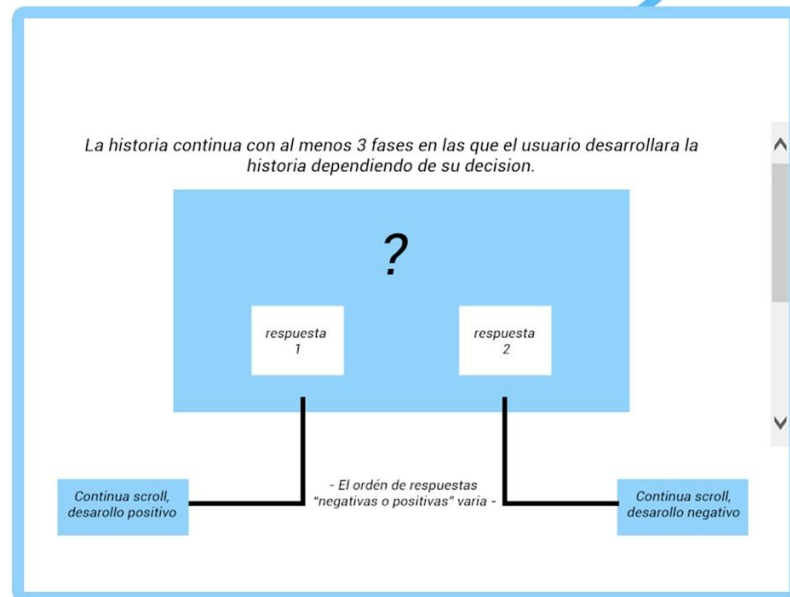 La historia continua con al menos 3 fases en las que el usuario desarrollara la
historia dependiendo de su decision.
?
respuesta
1
respuesta
2
- El ordén de respuestas
“negativas o positivas” varia -
Continua scroll,
desarollo positivo
Continua scroll,
desarollo negativo